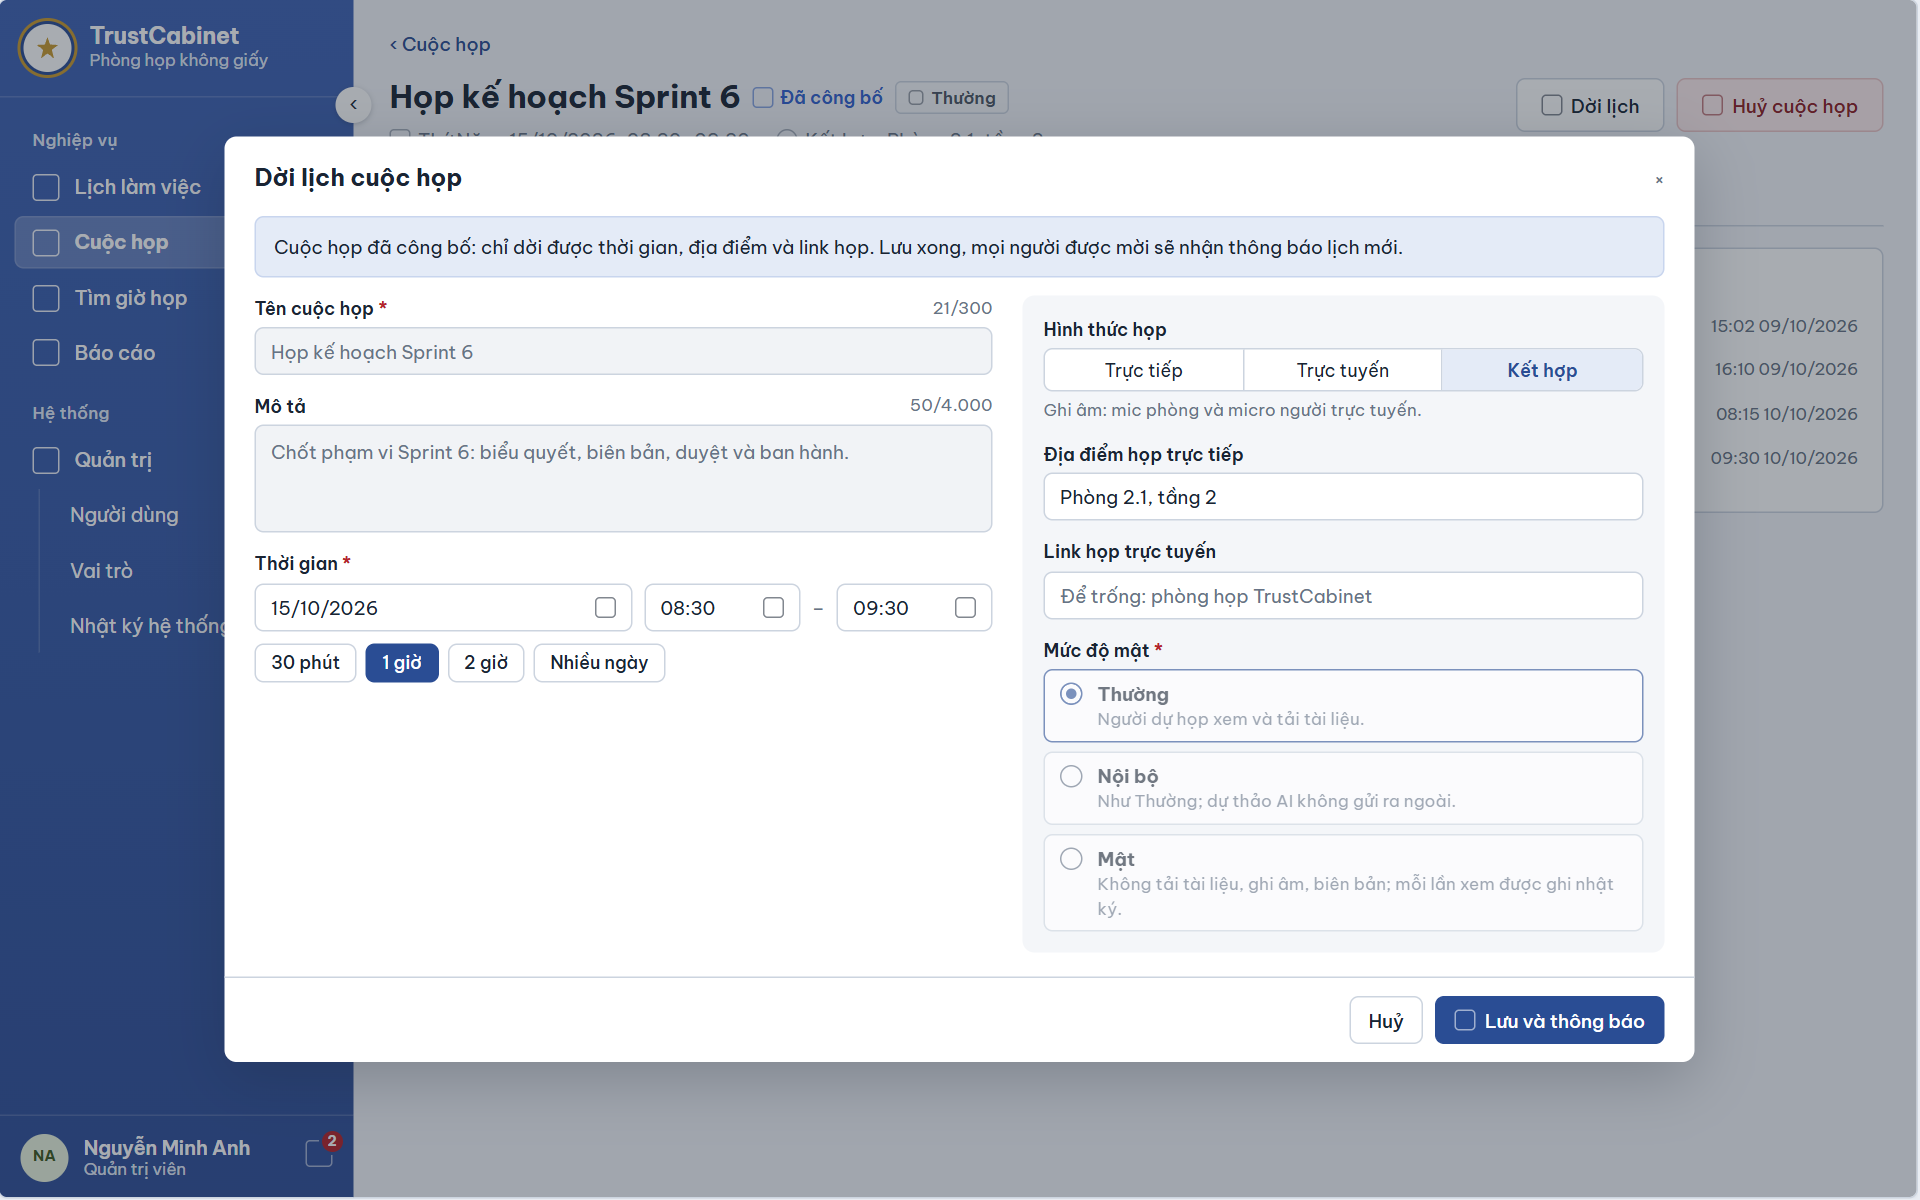 TrustCabinet
Phòng họp không giấy
Nghiệp vụ
Lịch làm việc
Cuộc họp
Tìm giờ họp
Báo cáo
Hệ thống
Quản trị
Người dùng
Vai trò
Nhật ký hệ thống
NA
Nguyễn Minh Anh
Quản trị viên
2
‹ Cuộc họp
Họp kế hoạch Sprint 6
Đã công bố
Thường
Dời lịch
Huỷ cuộc họp
15:02 09/10/2026
16:10 09/10/2026
08:15 10/10/2026
09:30 10/10/2026
Dời lịch cuộc họp
×
Cuộc họp đã công bố: chỉ dời được thời gian, địa điểm và link họp. Lưu xong, mọi người được mời sẽ nhận thông báo lịch mới.
Tên cuộc họp *
21/300
Họp kế hoạch Sprint 6
Mô tả
50/4.000
Chốt phạm vi Sprint 6: biểu quyết, biên bản, duyệt và ban hành.
Thời gian *
15/10/2026
08:30
–
09:30
30 phút
1 giờ
2 giờ
Nhiều ngày
Hình thức họp
Trực tiếp
Trực tuyến
Kết hợp
Ghi âm: mic phòng và micro người trực tuyến.
Địa điểm họp trực tiếp
Phòng 2.1, tầng 2
Link họp trực tuyến
Để trống: phòng họp TrustCabinet
Mức độ mật *
Thường
Người dự họp xem và tải tài liệu.
Nội bộ
Như Thường; dự thảo AI không gửi ra ngoài.
Mật
Không tải tài liệu, ghi âm, biên bản; mỗi lần xem được ghi nhật
ký.
Huỷ
Lưu và thông báo